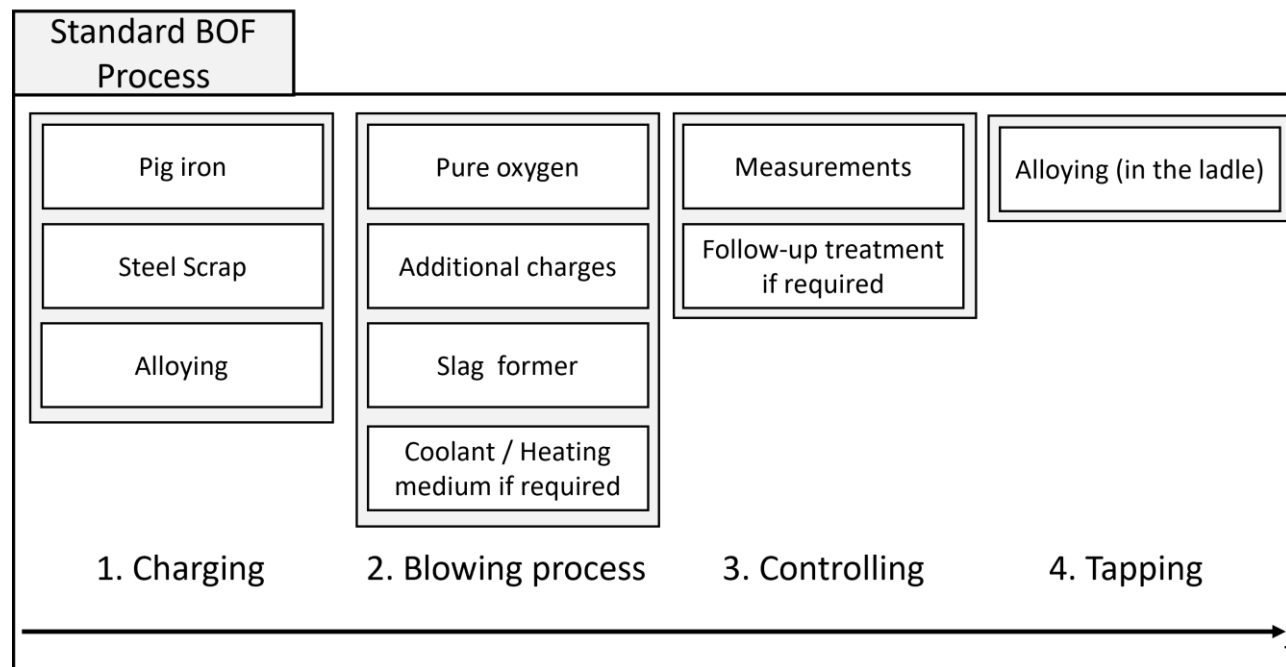 Standard BOF
Process
Pig iron
Steel Scrap
Alloying
Pure oxygen
Additional charges
Slag former
Coolant / Heating
medium if required
Measurements
Follow-up treatment
if required
Alloying (in the ladle)
1. Charging
2. Blowing process
3. Controlling
4. Tapping